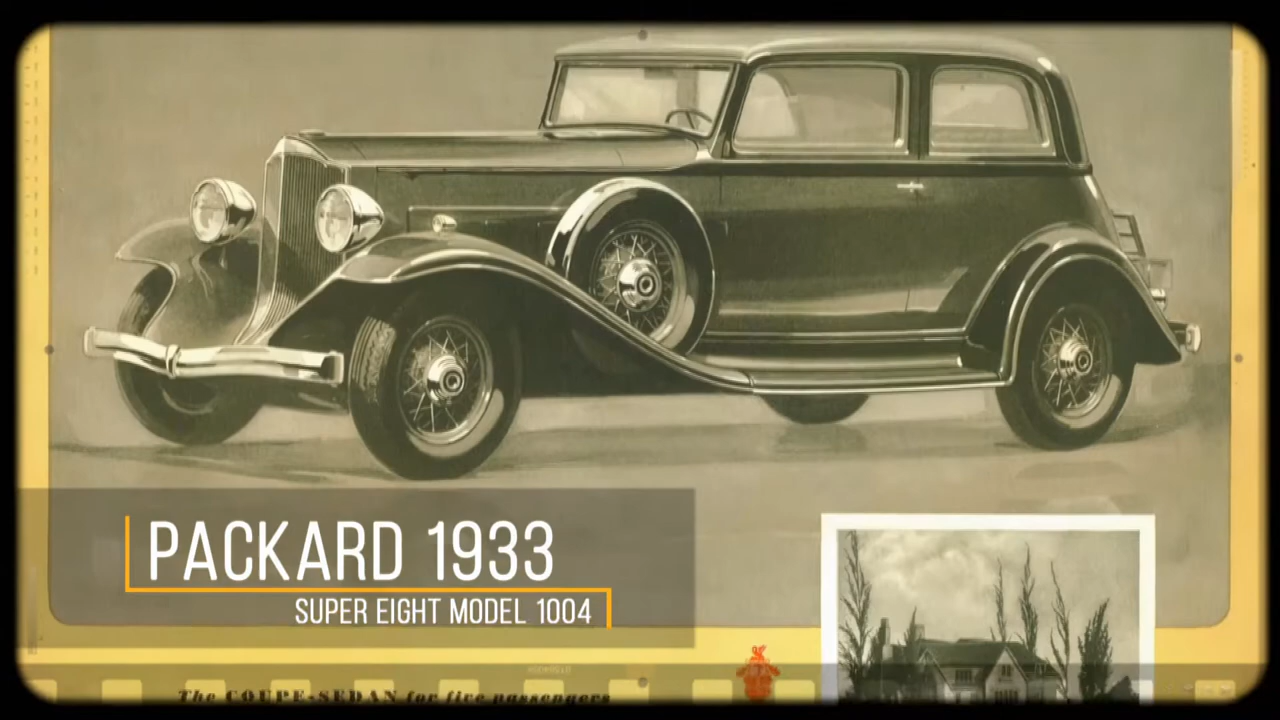 PACKARD 1933
SUPER EIGHT MODEL 1004
The COUPE-SEDAN for five passengers